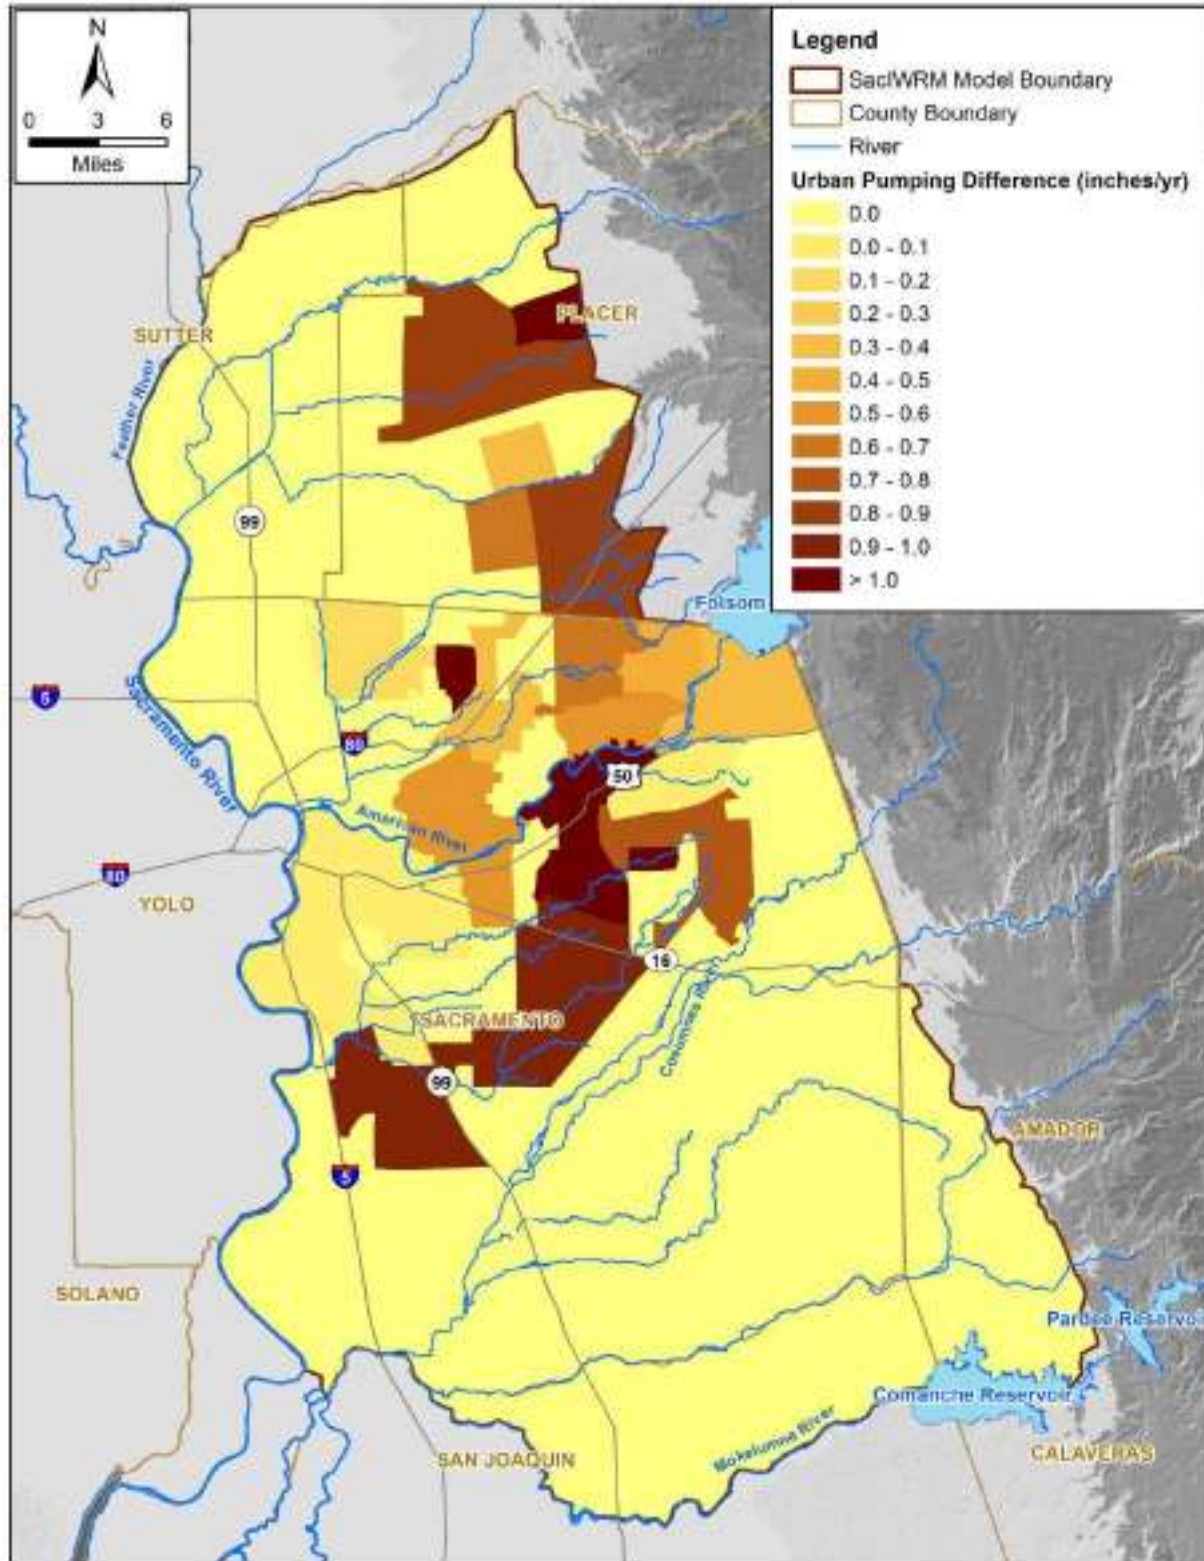 N
0 3 6
Miles
Legend
SacIWRM Model Boundary
County Boundary
River
Urban Pumping Difference (inches/yr)
0.0
0.0 - 0.1
0.1 - 0.2
0.2 - 0.3
0.3 - 0.4
0.4 - 0.5
0.5 - 0.6
0.6 - 0.7
0.7 - 0.8
0.8 - 0.9
0.9 - 1.0
> 1.0
PLACER
SUTTER
Feather River
99
Folsom
5
Sacramento River
80
50
American River
80
YOLO
16
SACRAMENTO
Cosumnes River
99
AMADOR
5
SOLANO
Pardee Reservoi
Comanche Reservoir
Mokelumne River
SAN JOAQUIN
CALAVERAS